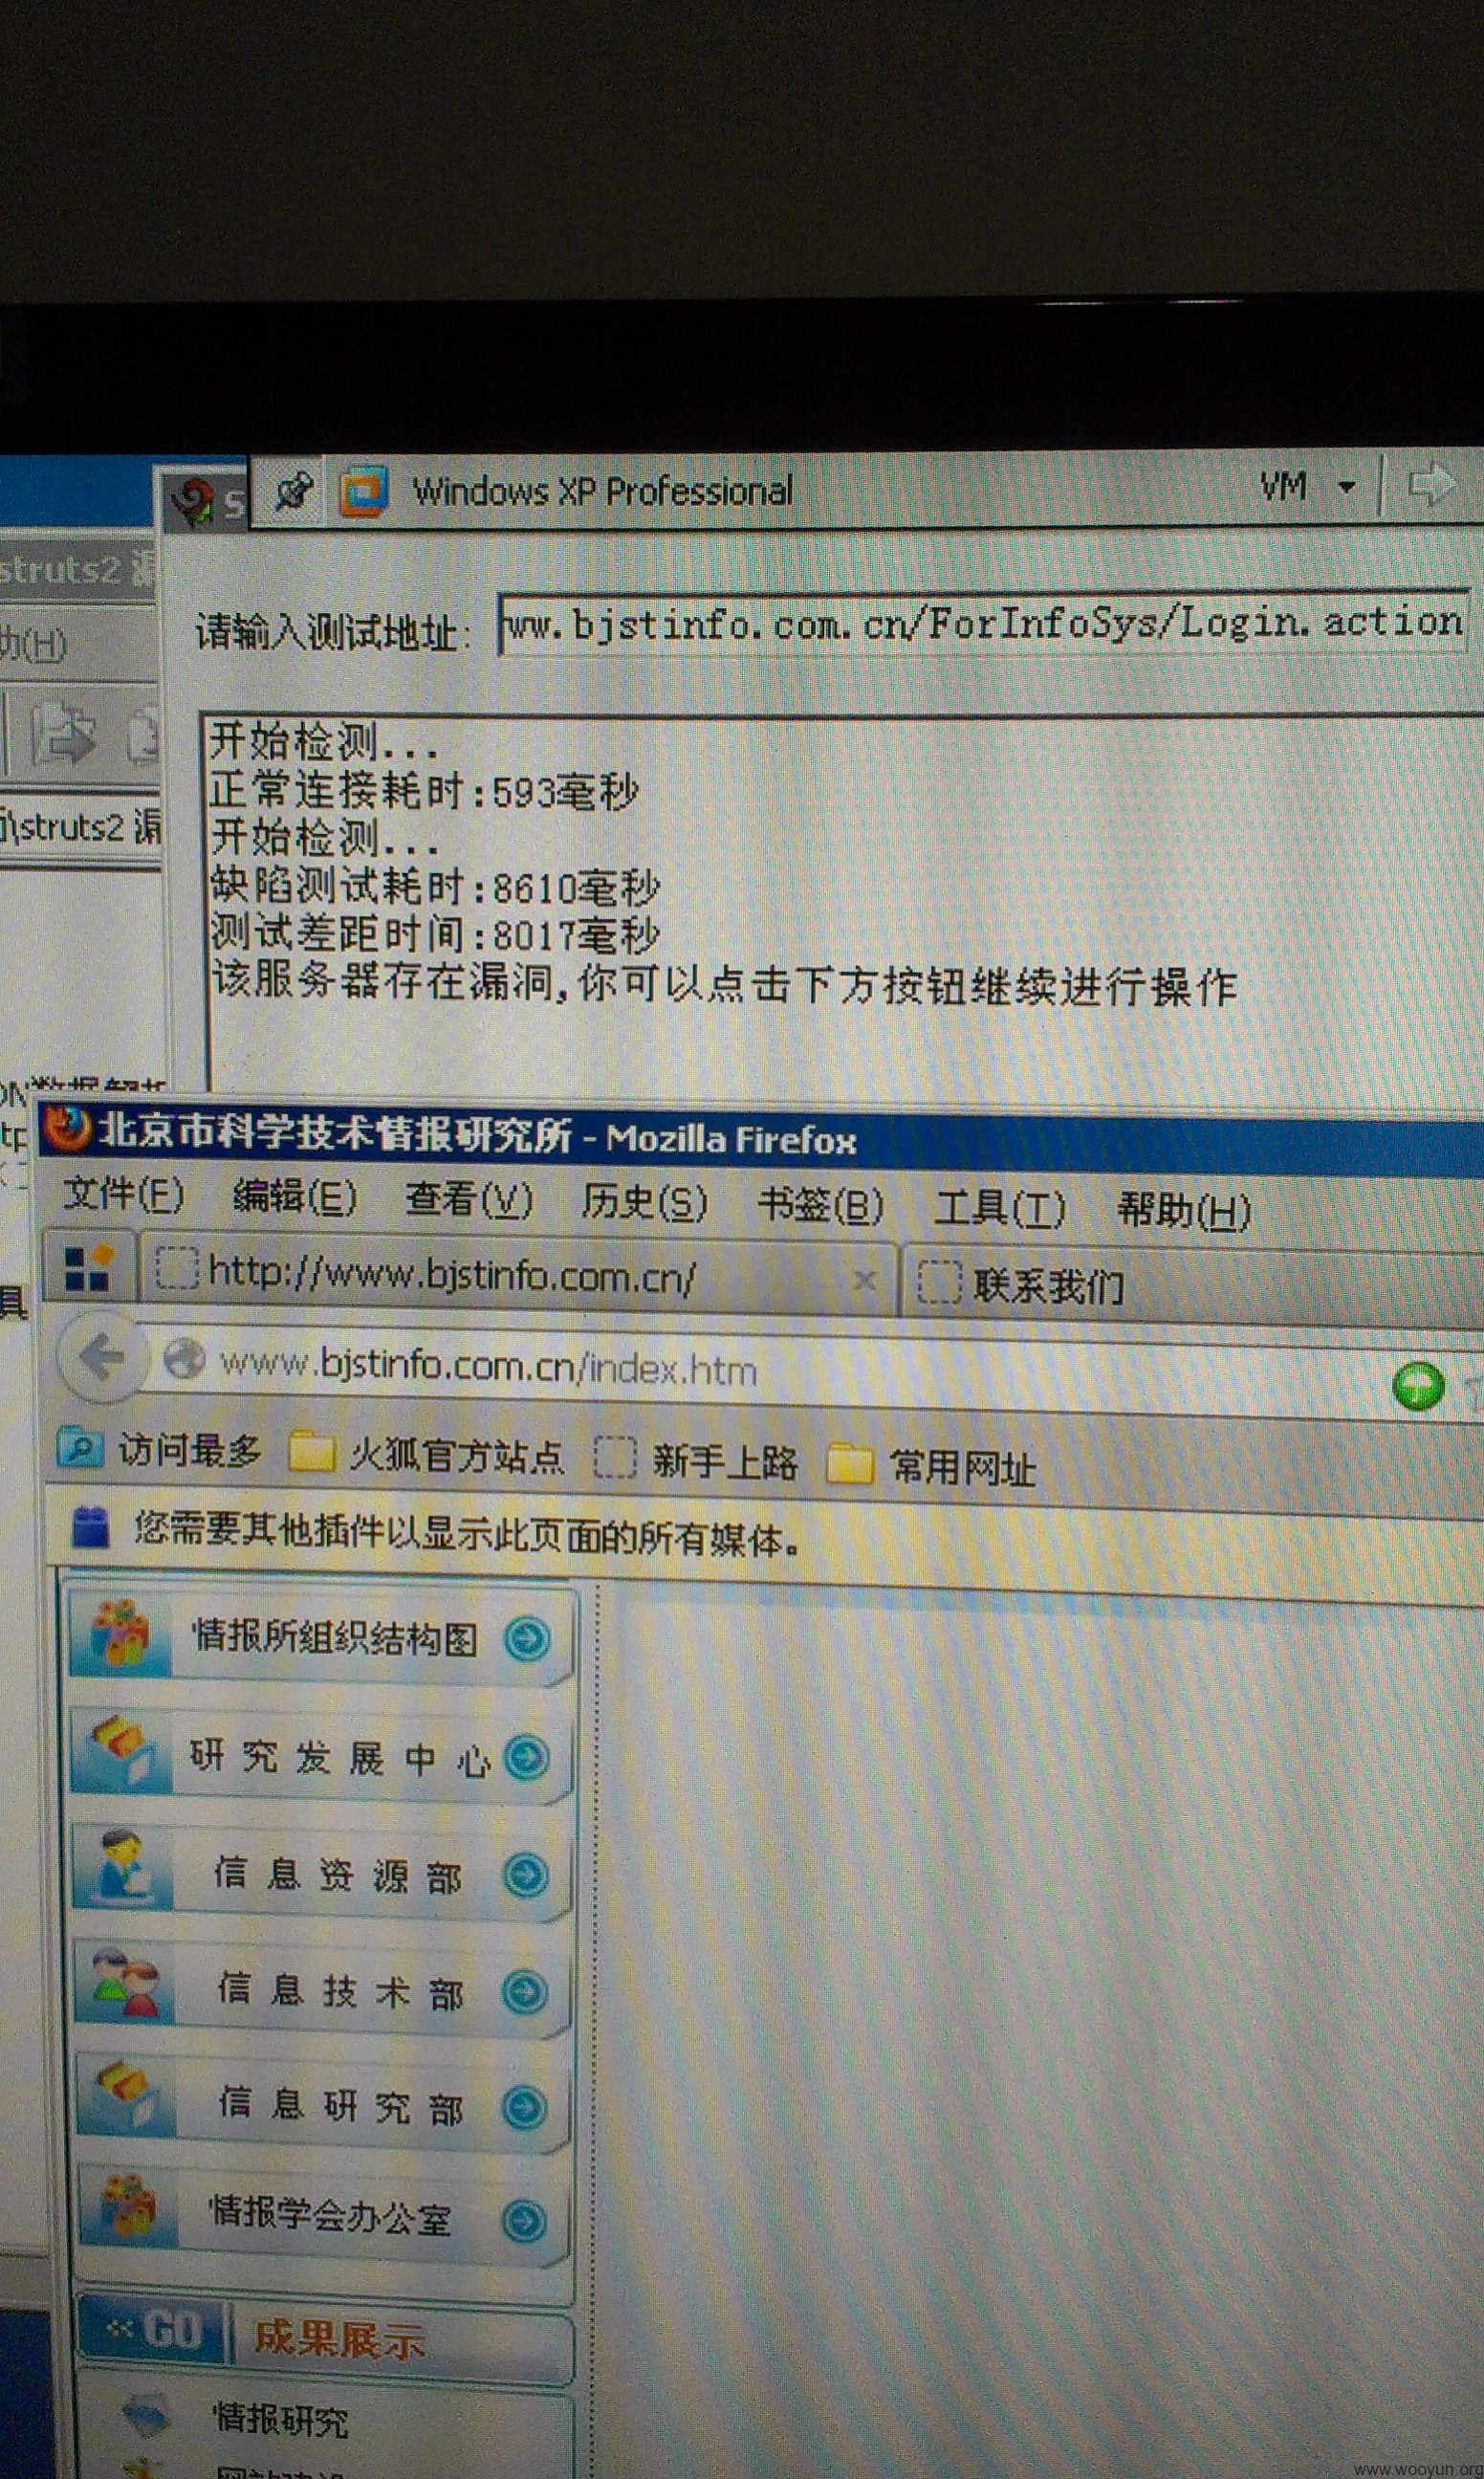 Windows XP Professional
VM
struts2
(H)
请输入测试地址:
ww.bjstinfo.com.cn/ForInfoSys/Login.action
开始检测...
正常连接耗时:593毫秒
\struts2 漏
开始检测...
缺陷测试耗时:8610毫秒
测试差距时间:8017毫秒
该服务器存在漏洞,你可以点击下方按钮继续进行操作
北京市科学技术情报研究所 - Mozilla Firefox
文件(F) 编辑(E) 查看(V) 历史(S) 书签(B) 工具(T) 帮助(H)
http://www.bjstinfo.com.cn/
联系我们
具
www.bjstinfo.com.cn/index.htm
访问最多 火狐官方站点 新手上路 常用网址
您需要其他插件以显示此页面的所有媒体。
情报所组织结构图
研究发展中心
信息资源部
信息技术部
信息研究部
情报学会办公室
GO 成果展示
情报研究
www.wooyun.org